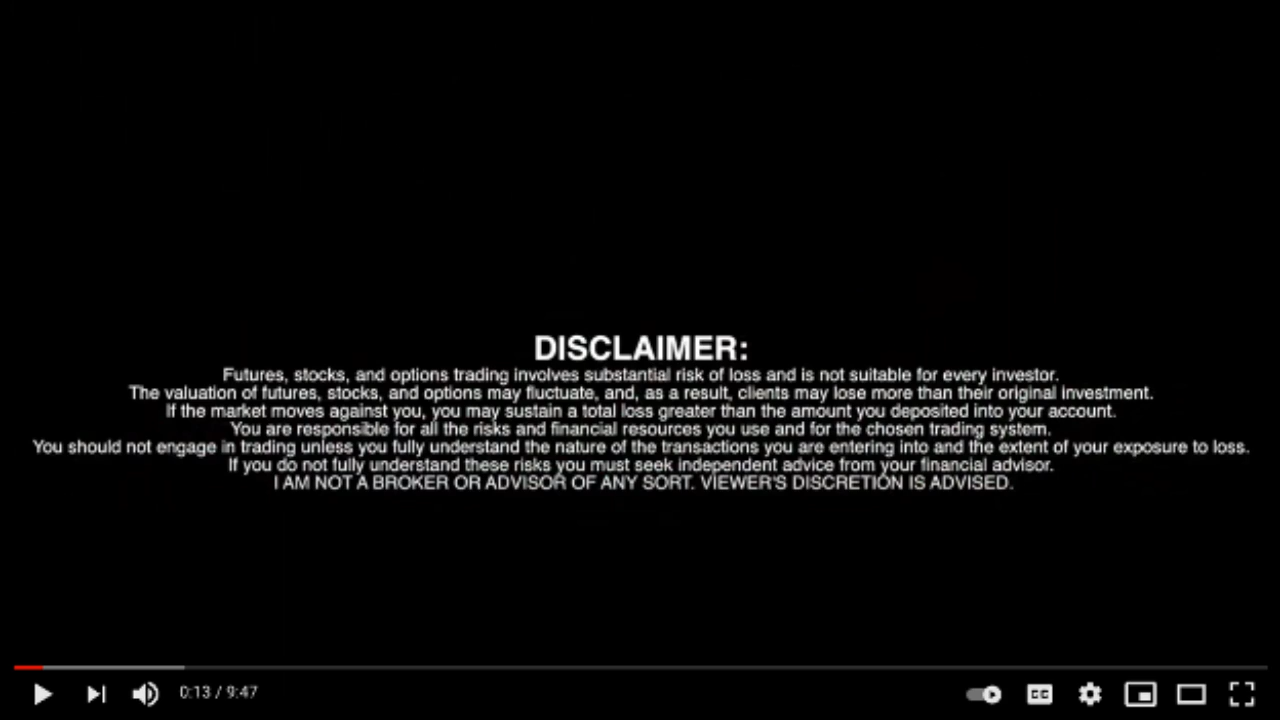 DISCLAIMER:
Futures, stocks, and options trading involves substantial risk of loss and is not suitable for every investor.
The valuation of futures, stocks, and options may fluctuate, and, as a result, clients may lose more than their original investment.
If the market moves against you, you may sustain a total loss greater than the amount you deposited into your account.
You are responsible for all the risks and financial resources you use and for the chosen trading system.
You should not engage in trading unless you fully understand the nature of the transactions you are entering into and the extent of your exposure to loss.
If you do not fully understand these risks you must seek independent advice from your financial advisor.
I AM NOT A BROKER OR ADVISOR OF ANY SORT. VIEWER'S DISCRETION IS ADVISED.
0:13 / 9:47
CC